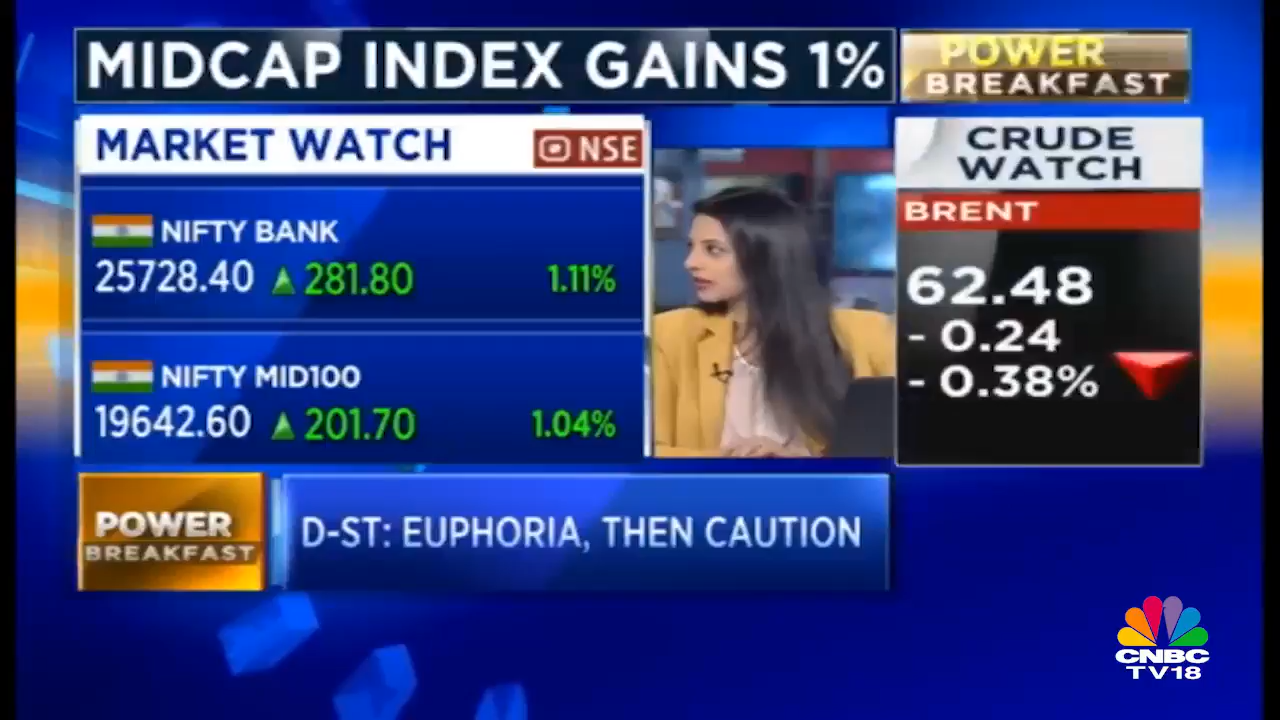 MIDCAP INDEX GAINS 1%
POWER
BREAKFAST
MARKET WATCH
NSE
NIFTY BANK
25728.40 ▲ 281.80 1.11%
NIFTY MID100
19642.60 ▲ 201.70 1.04%
CRUDE
WATCH
BRENT
62.48
- 0.24
- 0.38%
POWER
BREAKFAST
D-ST: EUPHORIA, THEN CAUTION
CNBC
TV18